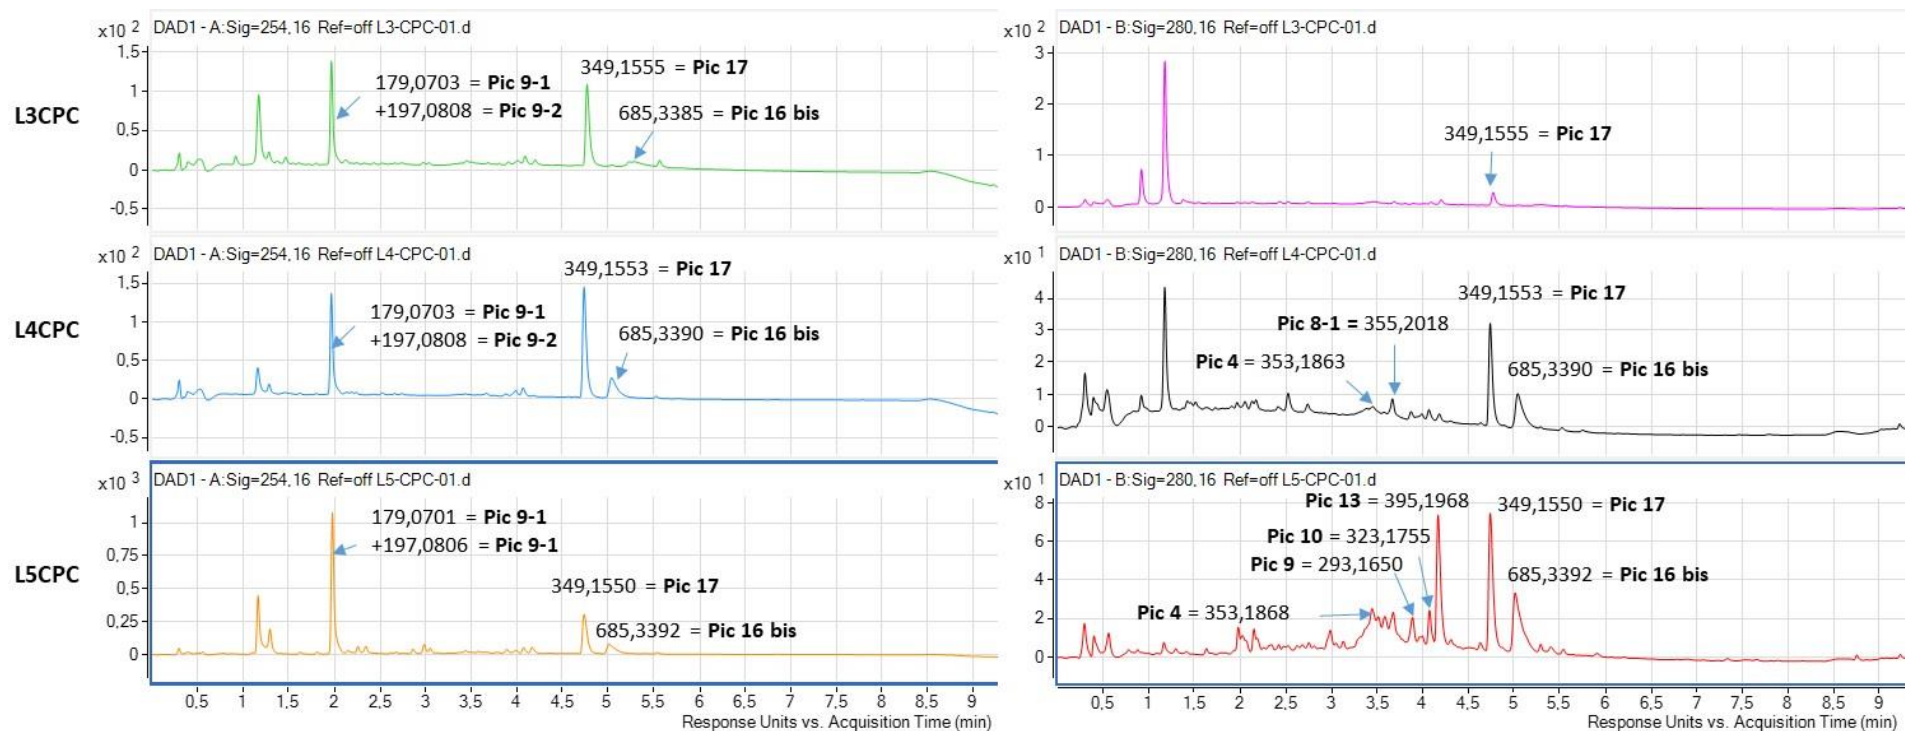 DAD1 - A:Sig=254,16 Ref=off L3-CPC-01.d
x10 2
1,5
1
0,5
0
-0,5
L3CPC
179,0703 = Pic 9-1
+197,0808 = Pic 9-2
349,1555 = Pic 17
685,3385 = Pic 16 bis
DAD1 - B:Sig=280,16 Ref=off L3-CPC-01.d
x10 2
3
2
1
0
349,1555 = Pic 17
DAD1 - A:Sig=254,16 Ref=off L4-CPC-01.d
x10 2
1,5
1
0,5
0
-0,5
L4CPC
349,1553 = Pic 17
179,0703 = Pic 9-1
+197,0808 = Pic 9-2
685,3390 = Pic 16 bis
DAD1 - B:Sig=280,16 Ref=off L4-CPC-01.d
x10 1
4
3
2
1
0
349,1553 = Pic 17
Pic 8-1 = 355,2018
Pic 4 = 353,1863
685,3390 = Pic 16 bis
DAD1 - A:Sig=254,16 Ref=off L5-CPC-01.d
x10 3
1
0,75
0,5
0,25
0
L5CPC
179,0701 = Pic 9-1
+197,0806 = Pic 9-1
349,1550 = Pic 17
685,3392 = Pic 16 bis
0,5 1 1,5 2 2,5 3 3,5 4 4,5 5 5,5 6 6,5 7 7,5 8 8,5 9
Response Units vs. Acquisition Time (min)
DAD1 - B:Sig=280,16 Ref=off L5-CPC-01.d
x10 1
8
6
4
2
0
Pic 13 = 395,1968
349,1550 = Pic 17
Pic 10 = 323,1755
Pic 9 = 293,1650
685,3392 = Pic 16 bis
Pic 4 = 353,1868
0,5 1 1,5 2 2,5 3 3,5 4 4,5 5 5,5 6 6,5 7 7,5 8 8,5 9
Response Units vs. Acquisition Time (min)